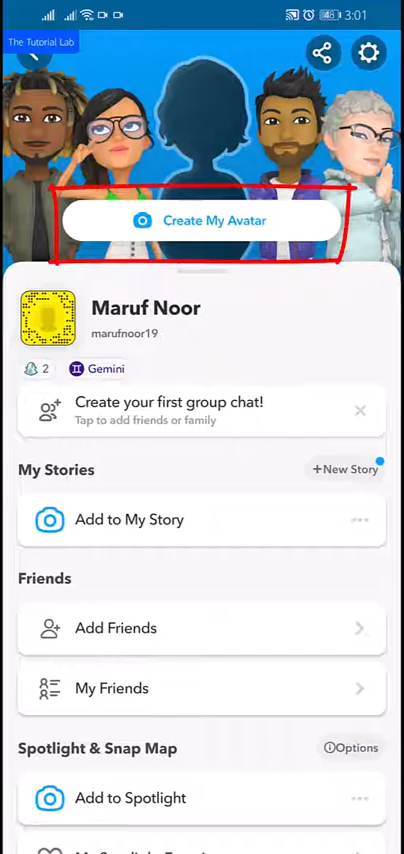 48 3:01
The Tutorial Lab
Create My Avatar
Maruf Noor
marufnoor19
2 Gemini
Create your first group chat!
Tap to add friends or family
My Stories
+New Story
Add to My Story
Friends
Add Friends
My Friends
Spotlight & Snap Map
Options
Add to Spotlight